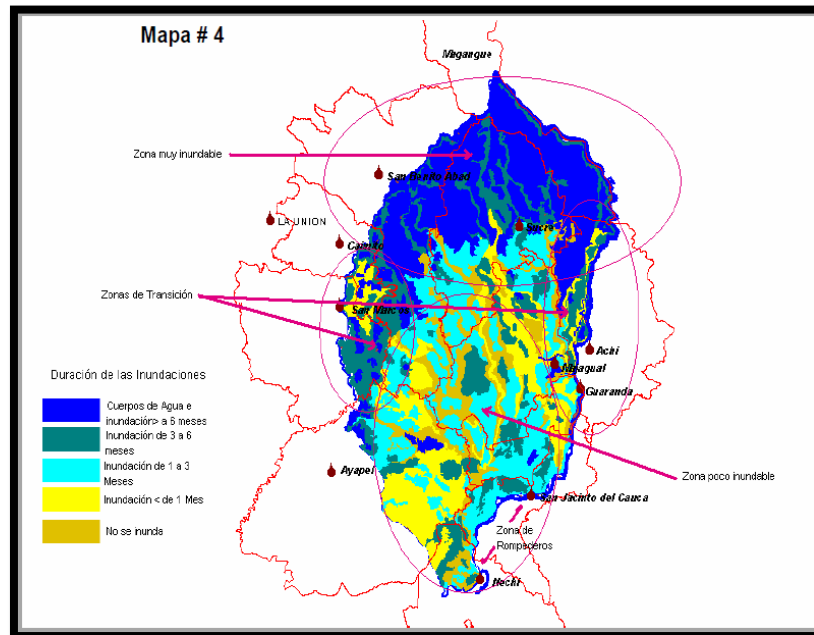 Mapa # 4
Magangue
Zona muy inundable
San Benito Abad
LA UNION
Sucre
Caimito
Zonas de Transición
San Marcos
Achí
Majagual
Guaranda
Duración de las Inundaciones
Cuerpos de Agua e
inundación> a 6 meses
Inundación de 3 a 6
meses
Inundación de 1 a 3
Meses
Inundación < de 1 Mes
No se inunda
Ayapel
Zona poco inundable
San Jacinto del Cauca
Zona de
Rompederos
Nechí